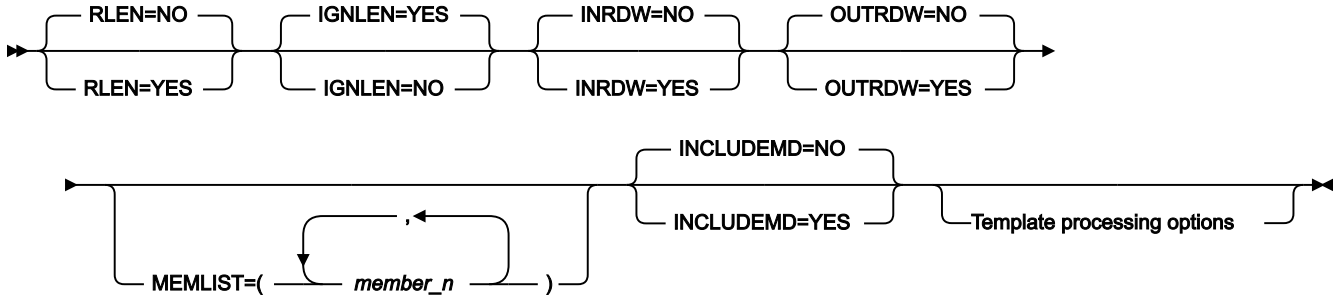 RLEN=NO IGNLEN=YES INRDW=NO OUTRDW=NO
RLEN=YES IGNLEN=NO INRDW=YES OUTRDW=YES
INCLUDEMD=NO
,
INCLUDEMD=YES Template processing options
MEMLIST=( member_n )